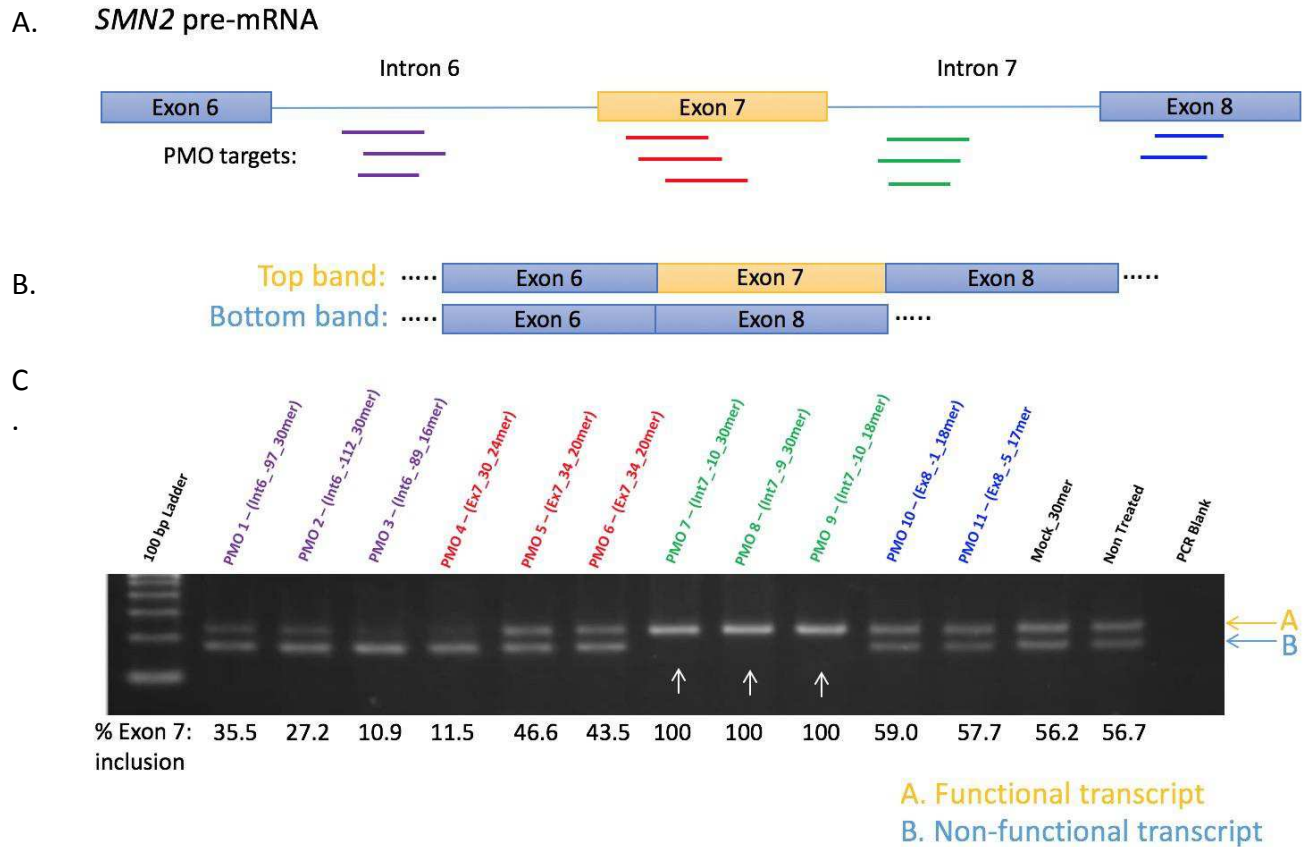 A.
SMN2 pre-mRNA
Intron 6
Intron 7
Exon 6
Exon 7
Exon 8
PMO targets:
B.
Top band:
.....
Exon 6
Exon 7
Exon 8
.....
Bottom band:
.....
Exon 6
Exon 8
.....
C
.
100 bp Ladder
PMO 1 – (Int6_-97_30mer)
PMO 2 – (Int6_-112_30mer)
PMO 3 – (Int6_-89_16mer)
PMO 4 – (Ex7_30_24mer)
PMO 5 – (Ex7_34_20mer)
PMO 6 – (Ex7_34_20mer)
PMO 7 – (Int7_-10_30mer)
PMO 8 – (Int7_-9_30mer)
PMO 9 – (Int7_-10_18mer)
PMO 10 – (Ex8_-1_18mer)
PMO 11 – (Ex8_-5_17mer
Mock_30mer
Non Treated
PCR Blank
A
B
% Exon 7: 35.5 27.2 10.9 11.5 46.6 43.5 100 100 100 59.0 57.7 56.2 56.7
inclusion
A. Functional transcript
B. Non-functional transcript